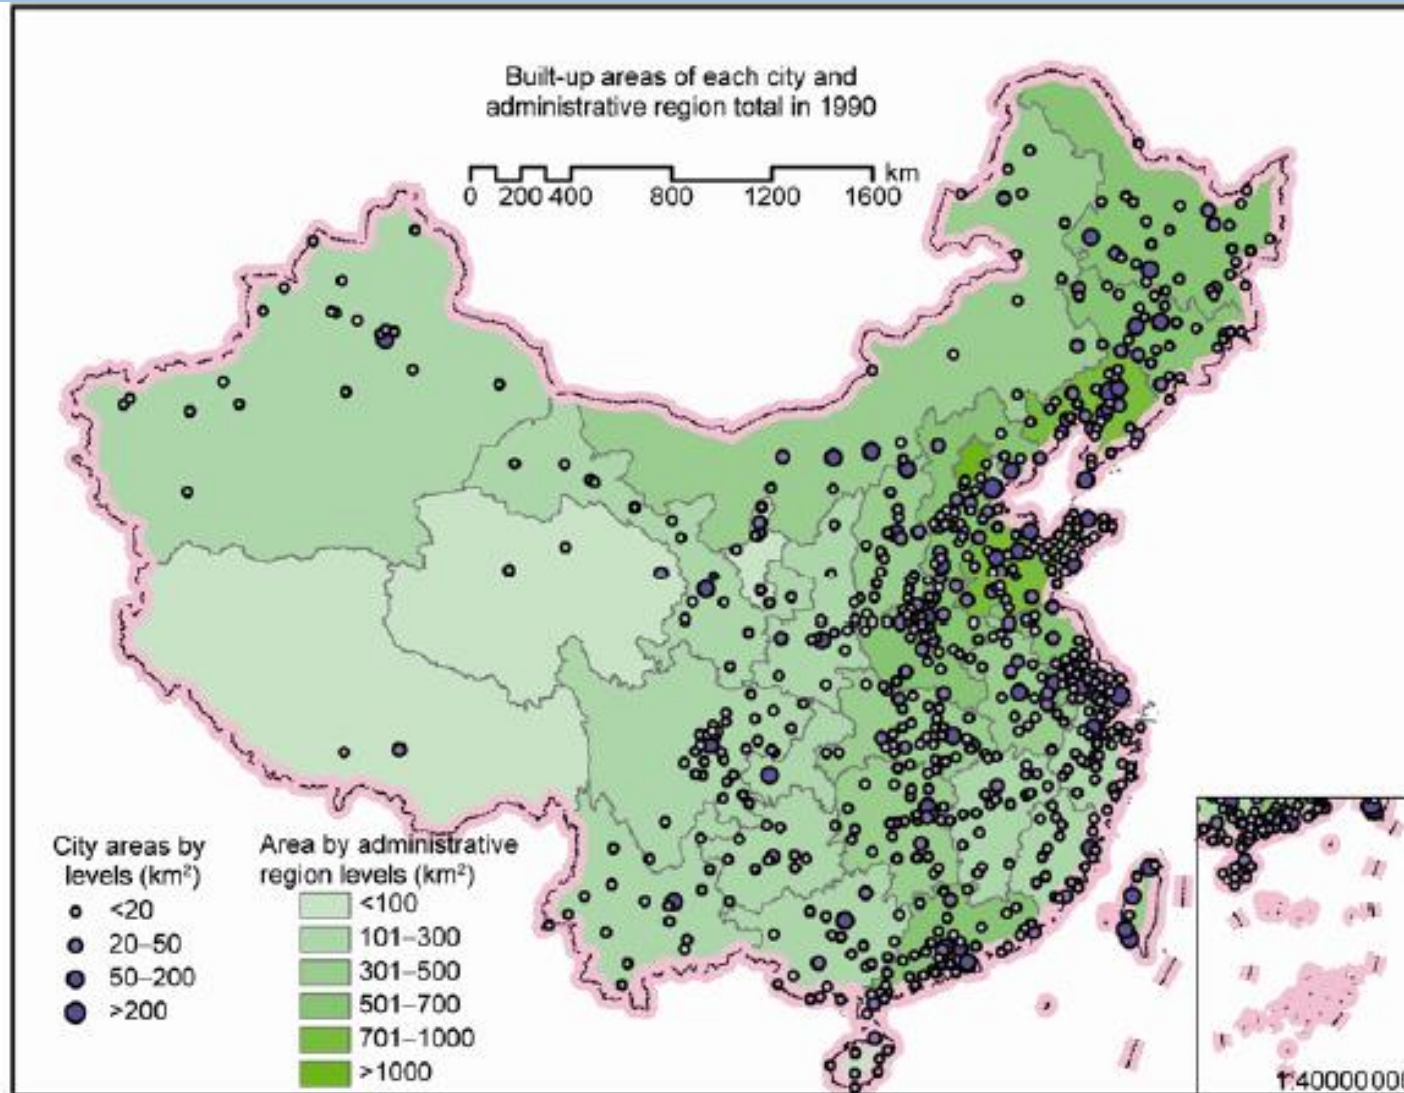 Built-up areas of each city and
administrative region total in 1990
km
0 200 400 800 1200 1600
City areas by
levels (km²)
<20
20–50
50–200
>200
Area by administrative
region levels (km²)
<100
101–300
301–500
501–700
701–1000
>1000
1:4000000